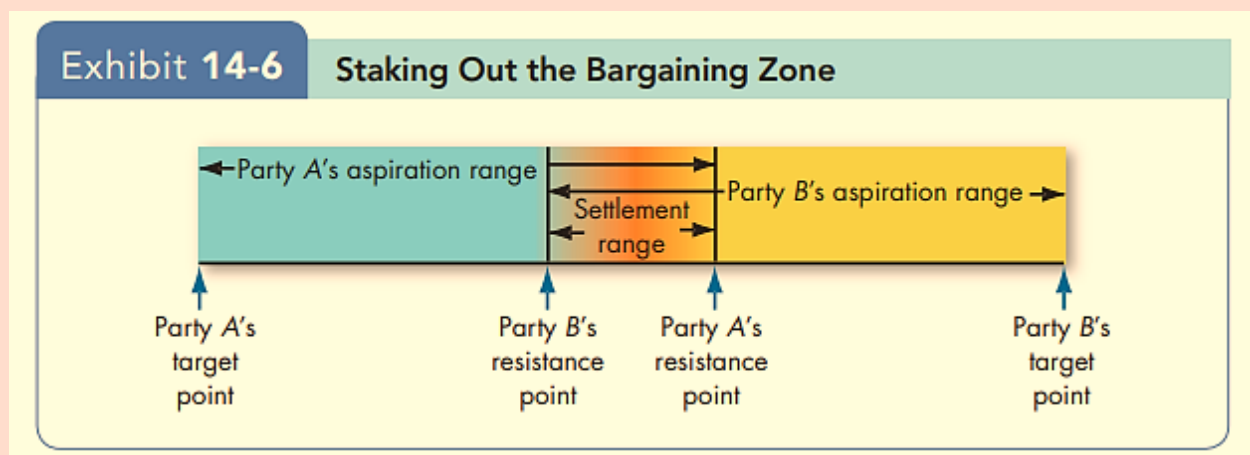 Exhibit 14-6
Staking Out the Bargaining Zone
Party A's aspiration range
Party B's aspiration range
Settlement
range
Party A's
target
point
Party B's
resistance
point
Party A's
resistance
point
Party B's
target
point